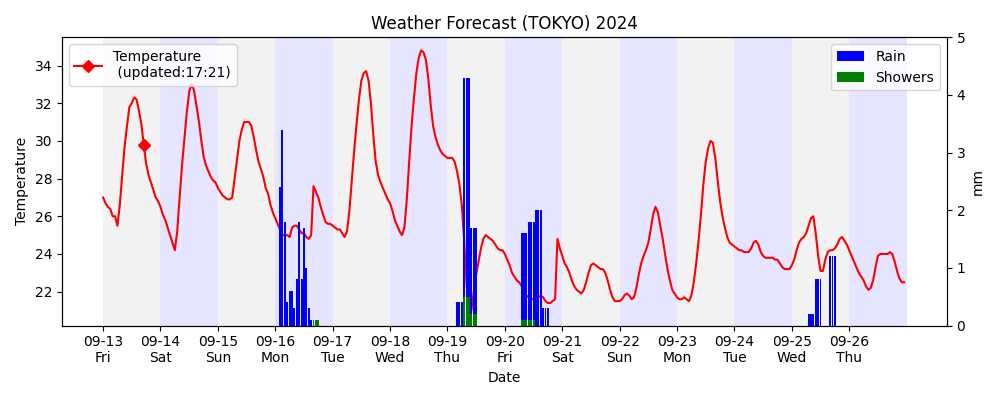 Weather Forecast (TOKYO) 2024
Temperature
(updated:17:21)
Rain
Showers
34
32
30
28
26
24
22
Temperature
5
4
3
2
1
0
mm
09-13 09-14 09-15 09-16 09-17 09-18 09-19 09-20 09-21 09-22 09-23 09-24 09-25 09-26
Fri Sat Sun Mon Tue Wed Thu Fri Sat Sun Mon Tue Wed Thu
Date